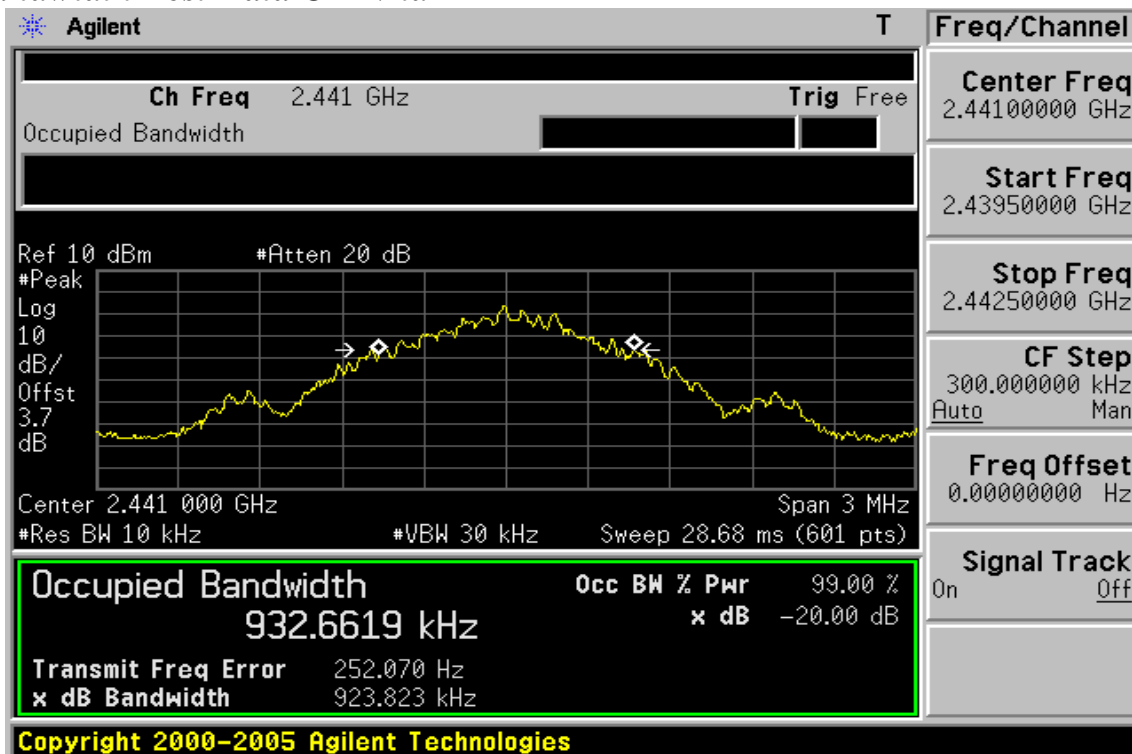 Agilent T
Ch Freq 2.441 GHz Trig Free
Occupied Bandwidth
Ref 10 dBm #Atten 20 dB
#Peak
Log
10
dB/
Offst
3.7
dB
Center 2.441 000 GHz Span 3 MHz
#Res BW 10 kHz #VBW 30 kHz Sweep 28.68 ms (601 pts)
Occupied Bandwidth
932.6619 kHz
Occ BW % Pwr 99.00 %
x dB -20.00 dB
Transmit Freq Error 252.070 Hz
x dB Bandwidth 923.823 kHz
Copyright 2000-2005 Agilent Technologies
Freq/Channel
Center Freq
2.44100000 GHz
Start Freq
2.43950000 GHz
Stop Freq
2.44250000 GHz
CF Step
300.000000 kHz
Auto Man
Freq Offset
0.00000000 Hz
Signal Track
On Off